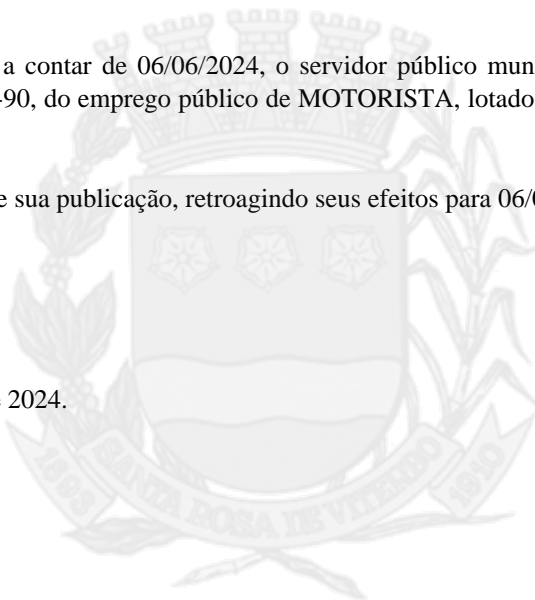 a contar de 06/06/2024, o servidor público mun
-90, do emprego público de MOTORISTA, lotado
e sua publicação, retroagindo seus efeitos para 06/0
2024.
1893 SANTA ROSA DE VITERBO 1910